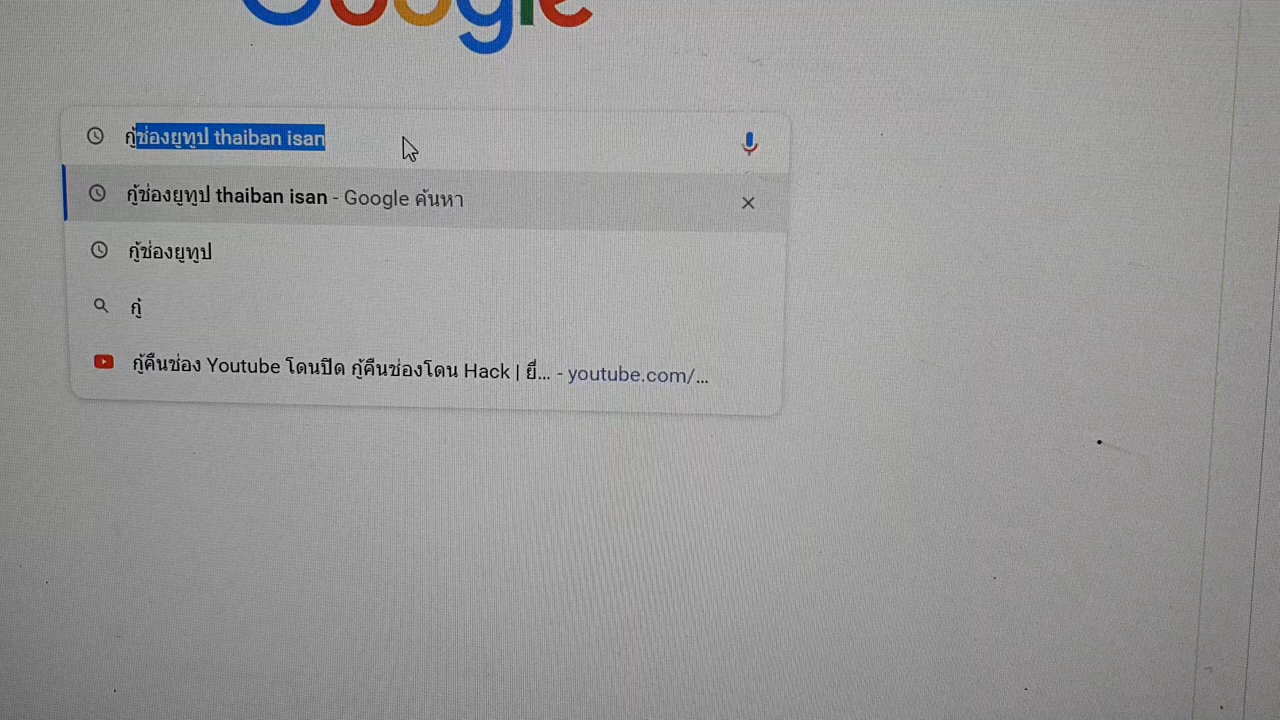 Google
กู้ช่องยูทูป thaiban isan
กู้ช่องยูทูป thaiban isan - Google ค้นหา
กู้ช่องยูทูป
กู้
กู้คืนช่อง Youtube โดนปิด กู้คืนช่องโดน Hack | ยี่... - youtube.com/...